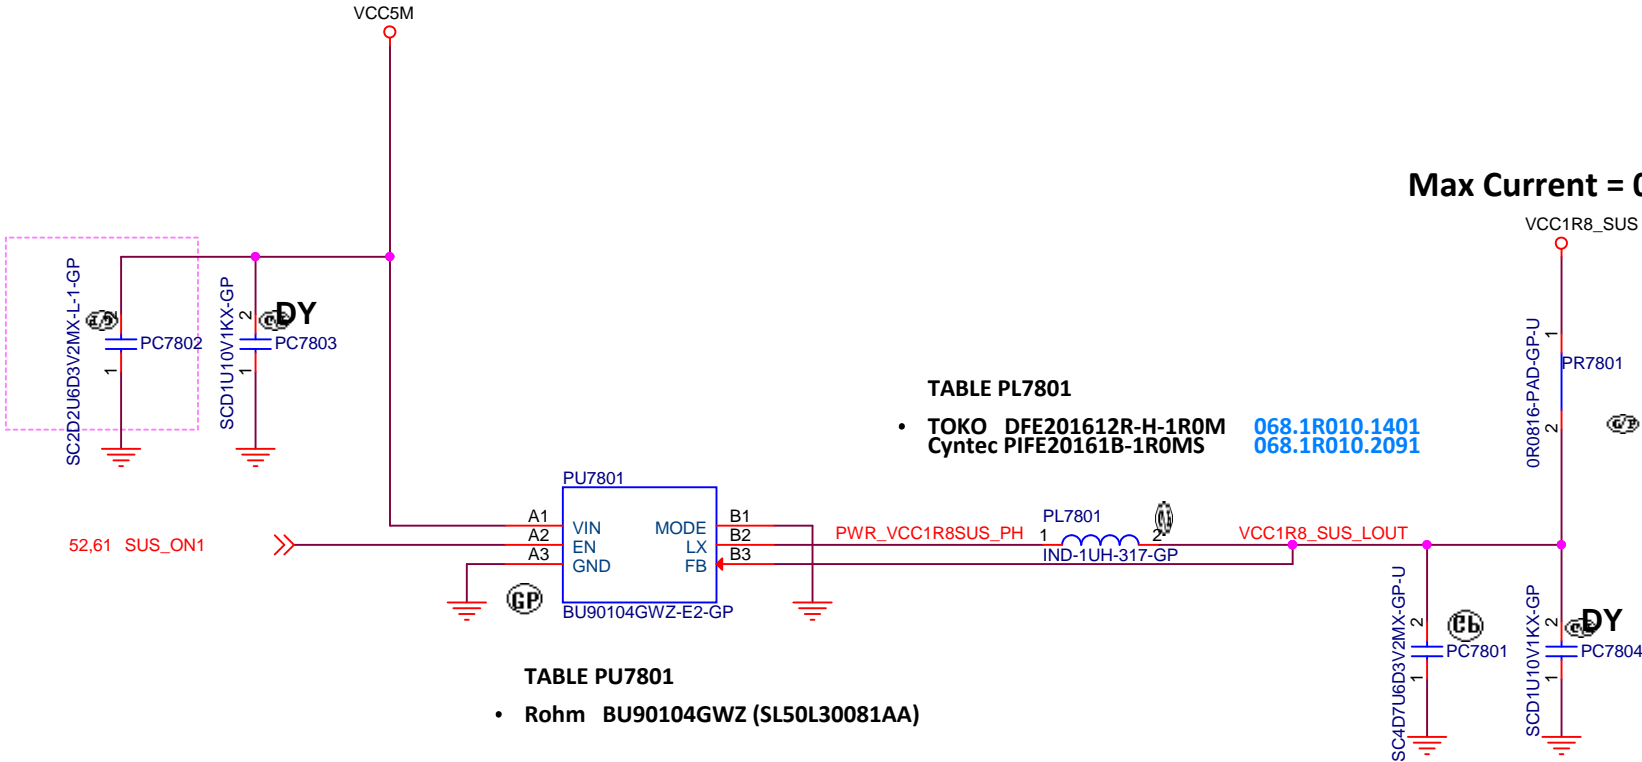 VCC5M
Max Current = 0
VCC1R8_SUS
SC2D2U6D3V2MX-L-1-GP
2
1
PC7802
SCD1U10V1KX-GP
2
1
DY
PC7803
0R0816-PAD-GP-U
1
2
PR7801
G/P
TABLE PL7801
• TOKO DFE201612R-H-1R0M 068.1R010.1401
Cyntec PIFE20161B-1R0MS 068.1R010.2091
PU7801
A1 VIN MODE B1
A2 EN LX B2
A3 GND FB B3
BU90104GWZ-E2-GP
GP
52,61 SUS_ON1
PWR_VCC1R8SUS_PH
PL7801
1 2
IND-1UH-317-GP
VCC1R8_SUS_LOUT
SC4D7U6D3V2MX-GP-U
2
1
PC7801
SCD1U10V1KX-GP
2
1
DY
PC7804
TABLE PU7801
• Rohm BU90104GWZ (SL50L30081AA)